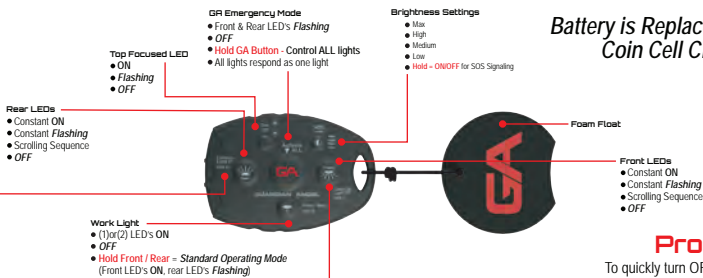 GA Emergency Mode
● Front & Rear LED's Flashing
● OFF
● Hold GA Button - Control ALL lights
● All lights respond as one light
Brightness Settings
● Max
● High
● Medium
● Low
● Hold = ON/OFF for SOS Signaling
Battery is Replac
Coin Cell C
Top Focused LED
● ON
● Flashing
● OFF
Rear LEDs
● Constant ON
● Constant Flashing
● Scrolling Sequence
● OFF
Foam Float
Front LEDs
● Constant ON
● Constant Flashing
● Scrolling Sequence
● OFF
GA
GUARDIAN ANGEL
GA
Work Light
● (1)or(2) LED's ON
● OFF
● Hold Front / Rear = Standard Operating Mode
(Front LED's ON, rear LED's Flashing)
Pro
To quickly turn OF